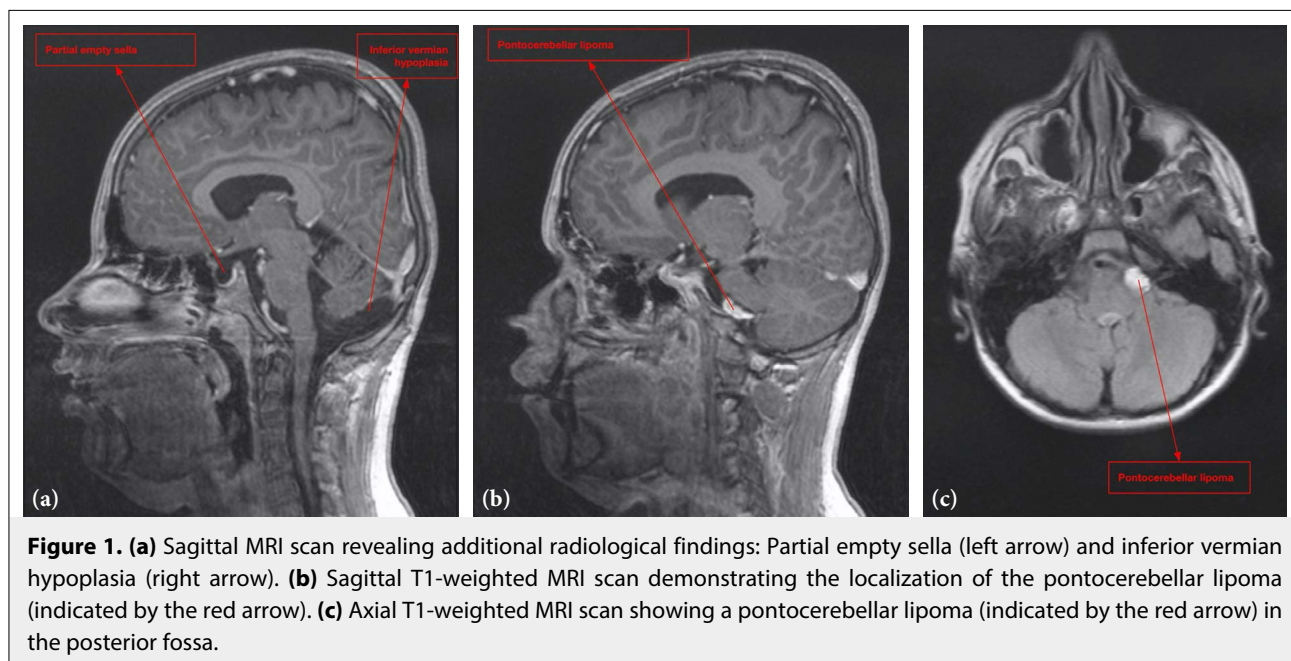 Partial empty sella
Inferior vermian
hypoplasia
(a)
Pontocerebellar lipoma
(b)
Pontocerebellar lipoma
(c)
Figure 1. (a) Sagittal MRI scan revealing additional radiological findings: Partial empty sella (left arrow) and inferior vermian
hypoplasia (right arrow). (b) Sagittal T1-weighted MRI scan demonstrating the localization of the pontocerebellar lipoma
(indicated by the red arrow). (c) Axial T1-weighted MRI scan showing a pontocerebellar lipoma (indicated by the red arrow) in
the posterior fossa.